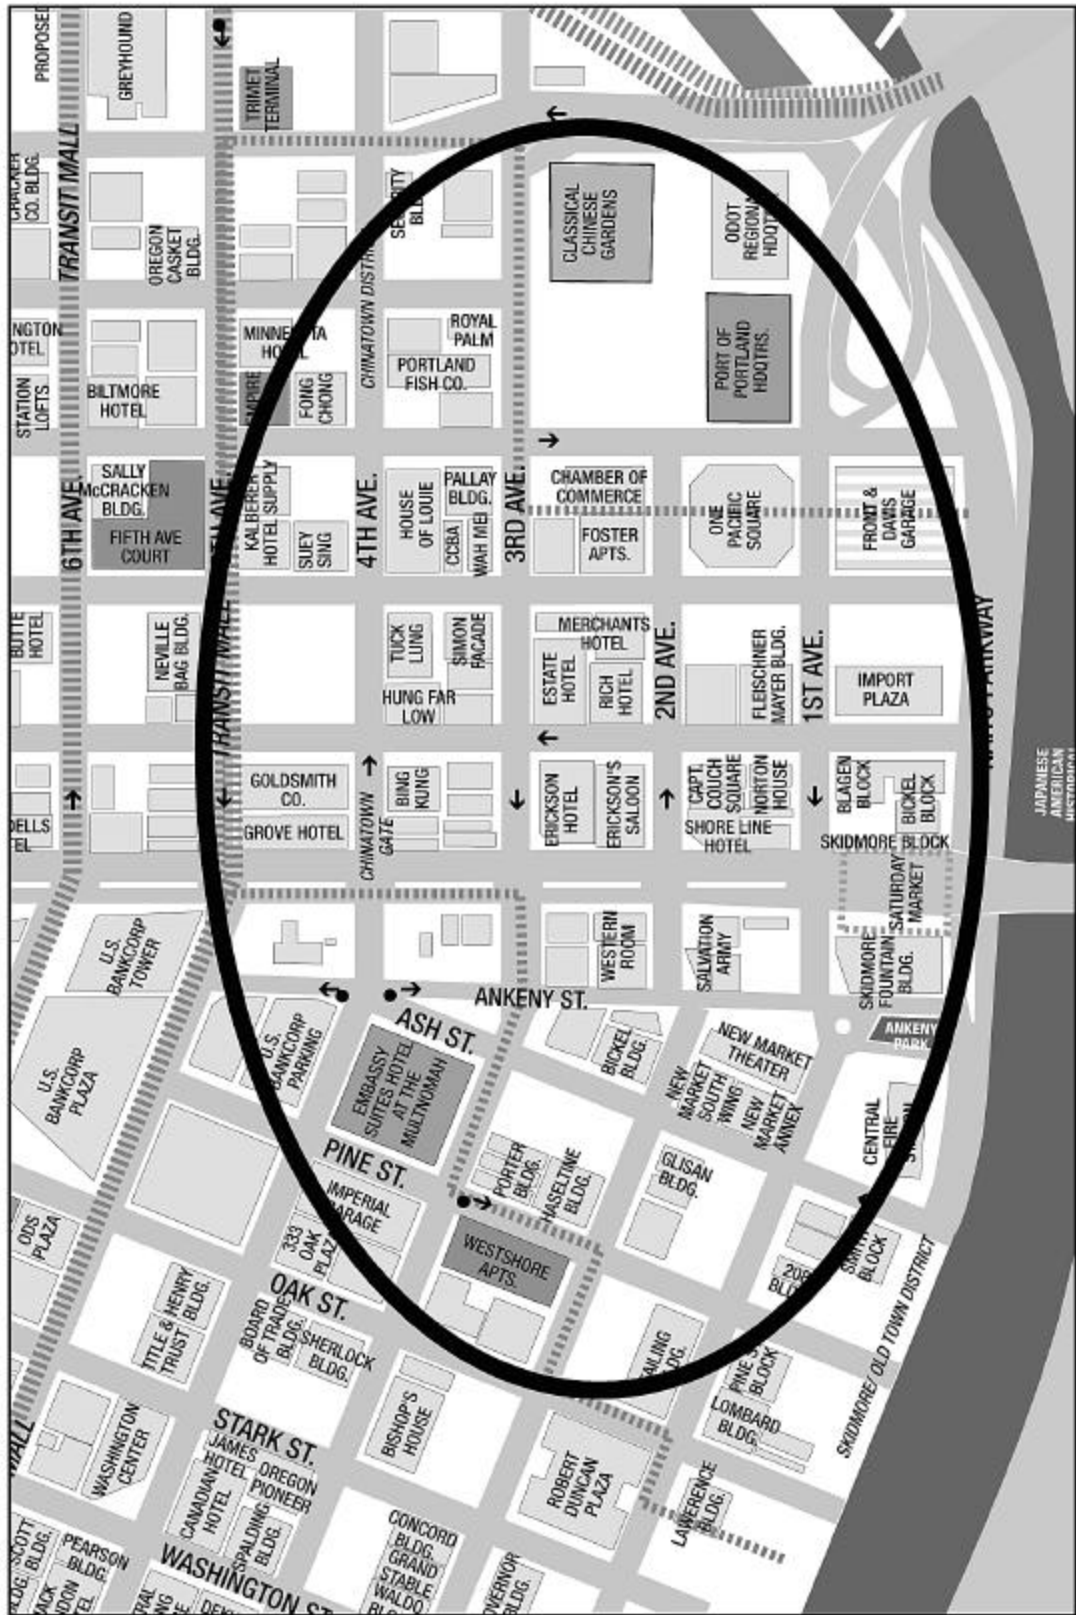 PROPOSED
GREYHOUND
TRIMET
TERMINAL
TRANSIT MALL
CRACKER
CO. BLDG.
OREGON
CASKET
BLDG.
CHINATOWN DISTRICT
CLASSICAL
CHINESE
GARDENS
ODOT
REGIONAL
HDQTRS.
MINNESOTA
HOTEL
ROYAL
PALM
PORTLAND
FISH CO.
PORT OF
PORTLAND
HDQTRS.
STATION
LOFTS
BILTMORE
HOTEL
EMPIRE
FONG
CHONG
6TH AVE.
SALLY
McCRACKEN
BLDG.
FIFTH AVE
COURT
KALBERER
HOTEL SUPPLY
SUEY
SING
4TH AVE.
HOUSE
OF LOUIE
PALLAY
BLDG.
CCBA
WAH MEI
3RD AVE.
CHAMBER OF
COMMERCE
FOSTER
APTS.
ONE
PACIFIC
SQUARE
FRONT &
DAVIS
GARAGE
BUTTE
HOTEL
NEVILLE
BAG BLDG.
TRANSIT MALL
TUCK
LUNG
SIMON
FACADE
HUNG FAR
LOW
MERCHANTS
HOTEL
ESTATE
HOTEL
RICH
HOTEL
2ND AVE.
FLEISCHNER
MAYER BLDG.
1ST AVE.
IMPORT
PLAZA
PARKWAY
GOLDSMITH
CO.
GROVE HOTEL
CHINATOWN
GATE
BING
KUNG
ERICKSON
HOTEL
ERICKSON'S
SALOON
CAPT.
COUCH
SQUARE
NORTON
HOUSE
SHORE LINE
HOTEL
BLAGEN
BLOCK
BICKEL
BLOCK
SKIDMORE BLOCK
JAPANESE
AMERICAN
SATURDAY
MARKET
U.S.
BANKCORP
TOWER
WESTERN
ROOM
SALVATION
ARMY
SKIDMORE
FOUNTAIN
BLDG.
ANKENY ST.
ANKENY
PARK
ASH ST.
U.S.
BANKCORP
PARKING
U.S.
BANKCORP
PLAZA
EMBASSY
SUITES HOTEL
AT THE
MULTNOMAH
BICKEL
BLDG.
NEW MARKET
THEATER
NEW
MARKET
SOUTH
WING
NEW
MARKET
ANNEX
CENTRAL
FIRE
STATION
PINE ST.
PORTER
BLDG.
HASELTINE
BLDG.
GLISAN
BLDG.
IMPERIAL
GARAGE
333
OAK
PLAZA
ODS
PLAZA
WESTSHORE
APTS.
SMITH
BLOCK
208
BLDG.
OAK ST.
HENRY
BLDG.
TITLE &
TRUST
BOARD
OF TRADE
BLDG.
SHERLOCK
BLDG.
SKIDMORE/ OLD TOWN DISTRICT
BISHOP'S
HOUSE
PINE ST.
BLOCK
LOMBARD
BLDG.
MALL
WASHINGTON
CENTER
STARK ST.
JAMES
HOTEL
OREGON
PIONEER
CANADIAN
HOTEL
SPALDING
BLDG.
ROBERT
DUNCAN
PLAZA
LAWERENCE
BLDG.
CONCORD
BLDG.
GRAND
STABLE
WALDO
PEARSON
BLDG.
WASHINGTON ST.